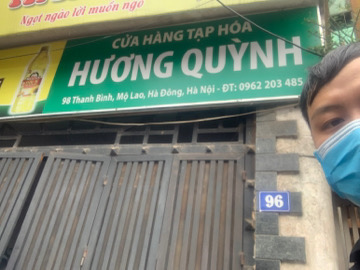 Ngọt ngào lời muốn ngỏ
CỬA HÀNG TẠP HÓA
HƯƠNG QUỲNH
98 Thanh Bình, Mộ Lao, Hà Đông, Hà Nội - ĐT: 0962 203 485
96